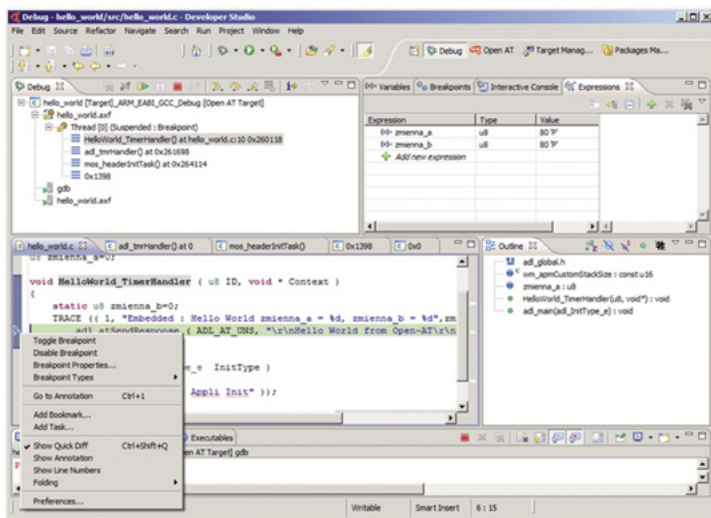 Debug - hello_world/src/hello_world.c - Developer Studio
File Edit Source Refactor Navigate Search Run Project Window Help
Debug Open AT Target Manag... Packages Ma...
Debug
hello_world [Target]_ARM_EABI_GCC_Debug [Open AT Target]
hello_world.axf
Thread [0] (Suspended : Breakpoint)
HelloWorld_TimerHandler() at hello_world.c:10 0x260118
adl_tmrHandler() at 0x261698
mos_headerInitTask() at 0x264114
0x1398
gdb
hello_world.axf
Variables Breakpoints Interactive Console Expressions
Expression Type Value
zmienna_a u8 80 'P'
zmienna_b u8 80 'P'
Add new expression
hello_world.c adl_tmrHandler() at 0 mos_headerInitTask() 0x1398 0x0
u8 zmienna_a=0;
void HelloWorld_TimerHandler ( u8 ID, void * Context )
{
static u8 zmienna_b=0;
TRACE (( 1, "Embedded : Hello World zmienna_a = %d, zmienna_b = %d",zm
adl_atSendResponse ( ADL_AT_UNS, "\r\nHello World from Open-AT\r\n
e_e InitType )
Appli Init" ));
Outline
adl_global.h
wm_apmCustomStackSize : const u16
zmienna_a : u8
HelloWorld_TimerHandler(u8, void*) : void
adl_main(adl_InitType_e) : void
Toggle Breakpoint
Disable Breakpoint
Breakpoint Properties...
Breakpoint Types
Go to Annotation Ctrl+1
Add Bookmark...
Add Task...
Show Quick Diff Ctrl+Shift+Q
Show Annotation
Show Line Numbers
Folding
Preferences...
Executables
en AT Target] gdb
Writable Smart Insert 6 : 15